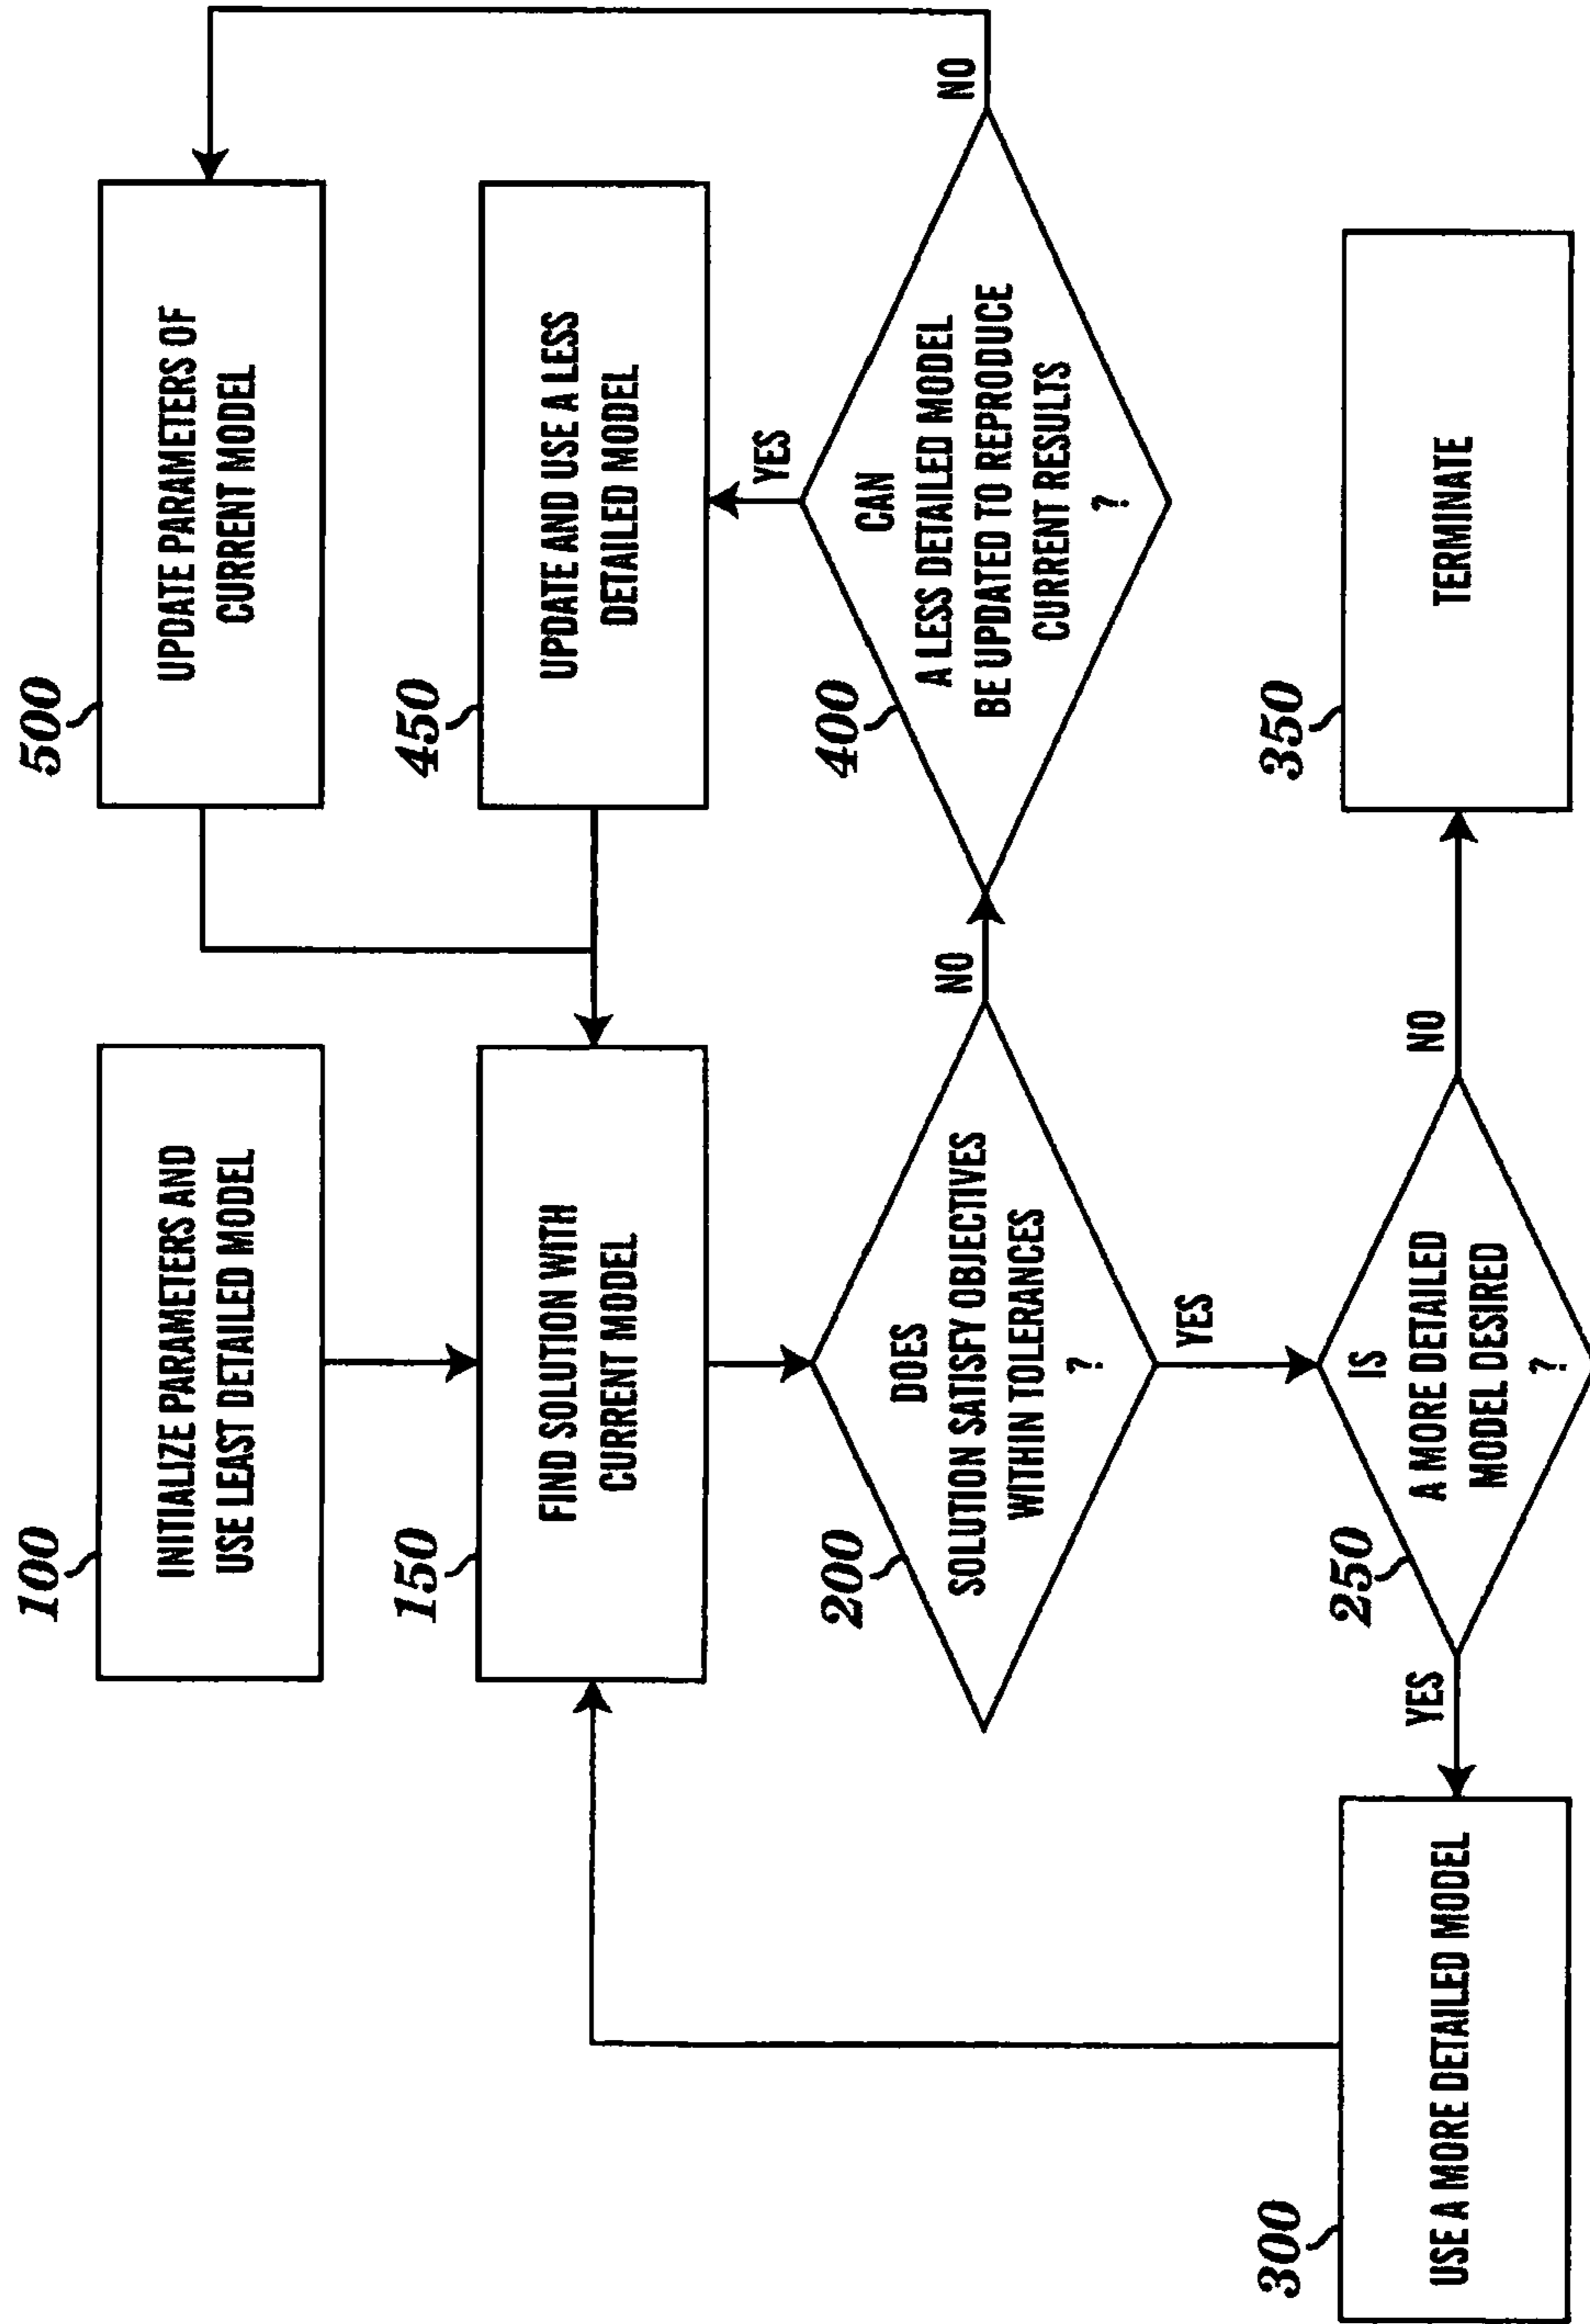 100
INITIALIZE PARAMETERS AND
USE LEAST DETAILED MODEL
500
UPDATE PARAMETERS OF
CURRENT MODEL
150
FIND SOLUTION WITH
CURRENT MODEL
450
UPDATE AND USE A LESS
DETAILED MODEL
200
DOES
SOLUTION SATISFY OBJECTIVES
WITHIN TOLERANCES
?
NO
YES
400
CAN
A LESS DETAILED MODEL
BE UPDATED TO REPRODUCE
CURRENT RESULTS
?
YES
NO
300
USE A MORE DETAILED MODEL
YES
250
IS
A MORE DETAILED
MODEL DESIRED
?
NO
350
TERMINATE